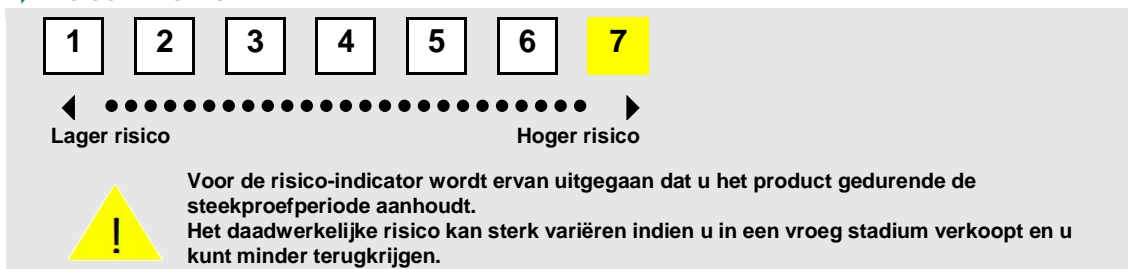 1 2 3 4 5 6 7
Lager risico Hoger risico
!
Voor de risico-indicator wordt ervan uitgegaan dat u het product gedurende de
steekproefperiode aanhoudt.
Het daadwerkelijke risico kan sterk variëren indien u in een vroeg stadium verkoopt en u
kunt minder terugkrijgen.